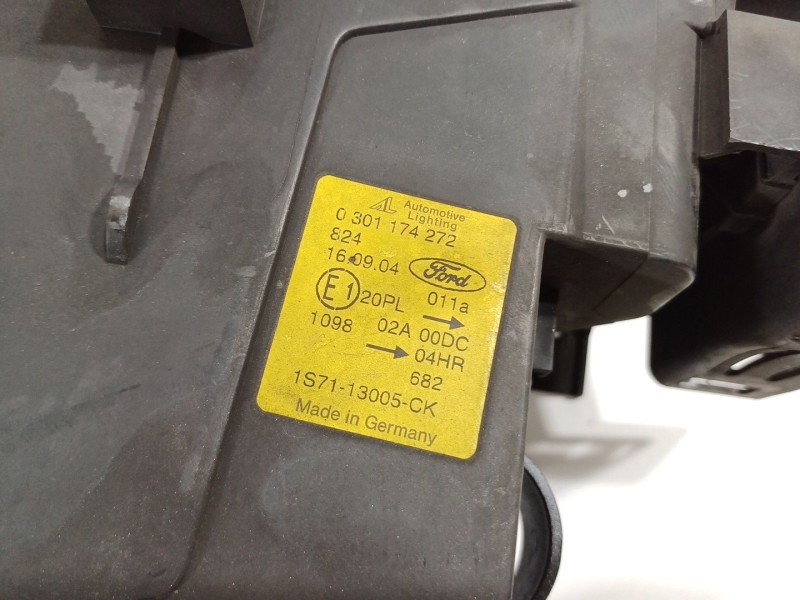 AL Automotive
Lighting
0 301 174 272
824
16.09.04 Ford
E1 20PL 011a
1098 02A 00DC
04HR
682
1S71-13005-CK
Made in Germany